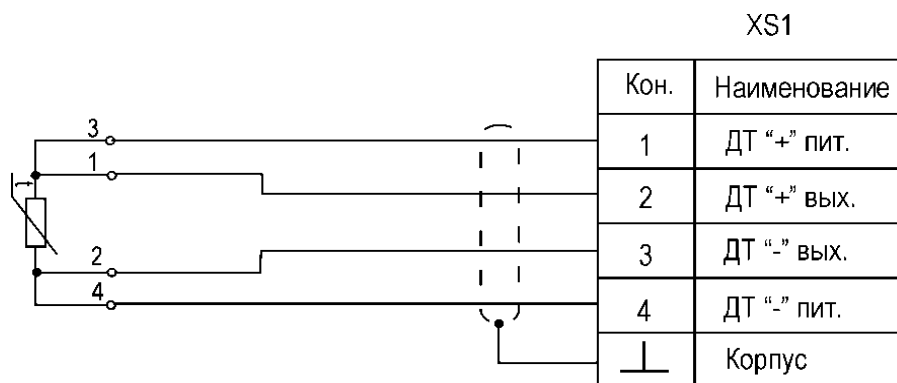 XS1
Кон. Наименование
3 1 ДТ “+” пит.
1 2 ДТ “+” вых.
t
2 3 ДТ “-” вых.
4 4 ДТ “-” пит.
Корпус